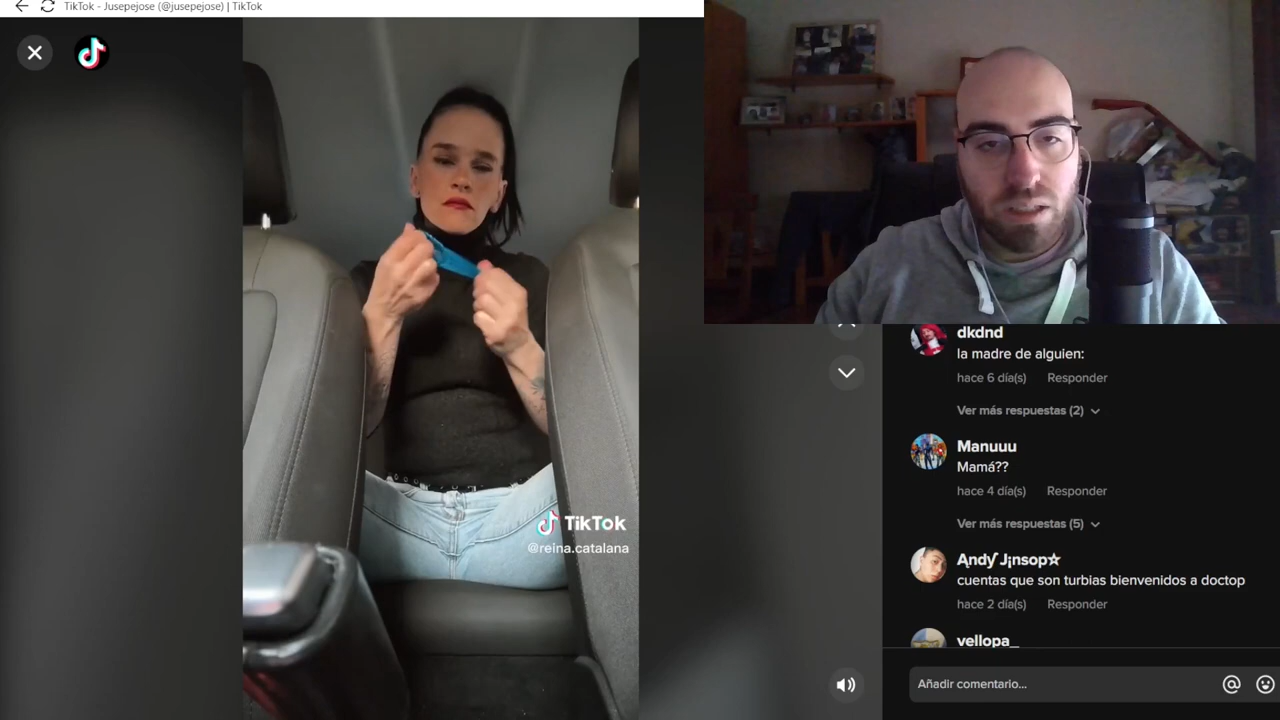 TikTok - Jusepejose (@jusepejose) | TikTok
TikTok
@reina.catalana
dkdnd
la madre de alguien:
hace 6 día(s) Responder
Ver más respuestas (2)
Manuuu
Mamá??
hace 4 día(s) Responder
Ver más respuestas (5)
Ąndƴ J¡nsop☆
cuentas que son turbias bienvenidos a doctop
hace 2 día(s) Responder
vellopa_
Añadir comentario...